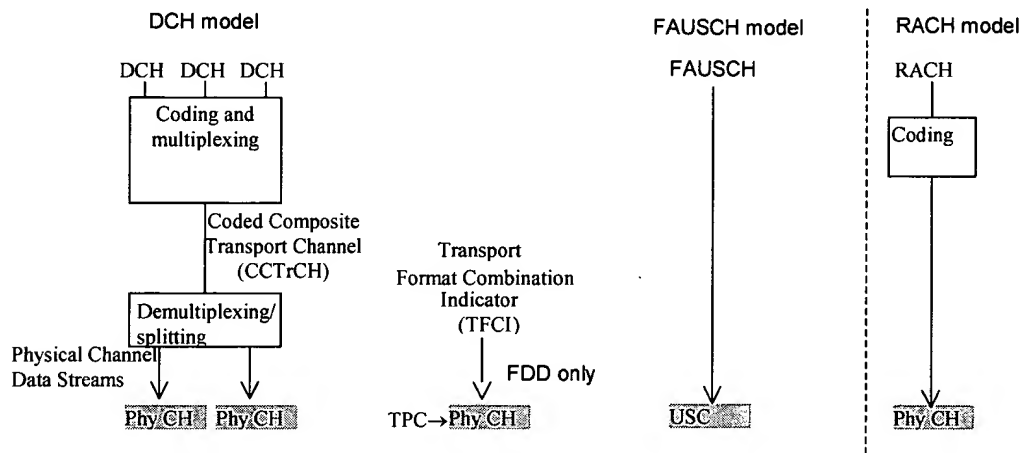 DCH model
DCH DCH DCH
Coding and
multiplexing
Coded Composite
Transport Channel
(CCTrCH)
Demultiplexing/
splitting
Physical Channel
Data Streams
Phy CH
Phy CH
Transport
Format Combination
Indicator
(TFCI)
FDD only
TPC→
Phy CH
FAUSCH model
FAUSCH
USC
RACH model
RACH
Coding
Phy CH